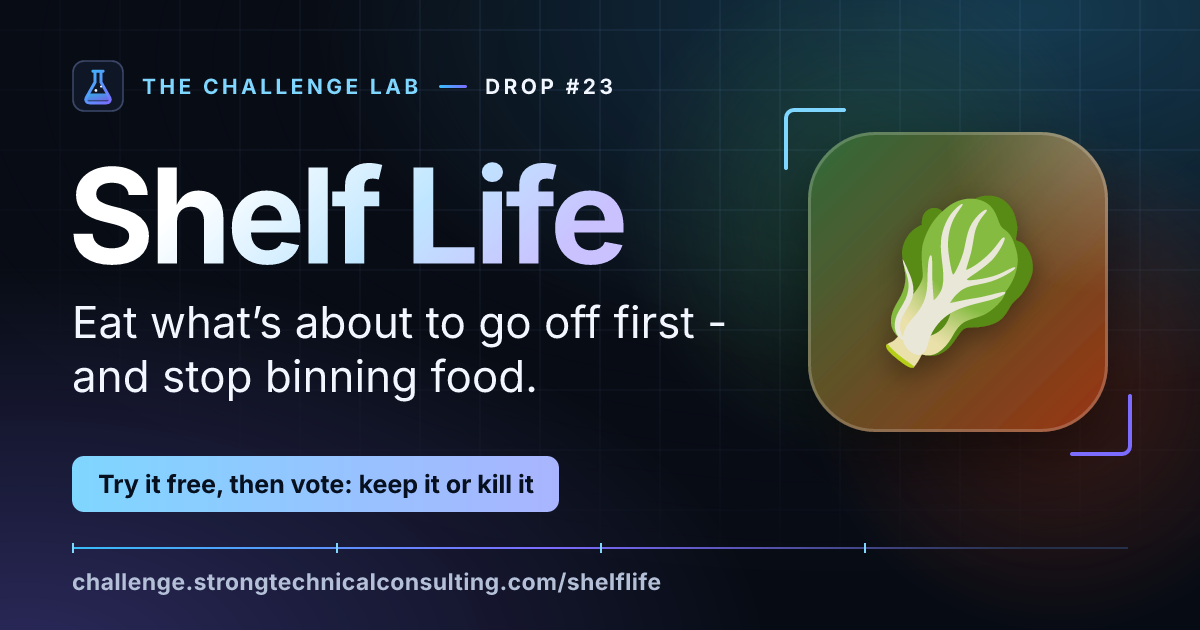 THE CHALLENGE LAB — DROP #23
Shelf Life
Eat what’s about to go off first -
and stop binning food.
Try it free, then vote: keep it or kill it
challenge.strongtechnicalconsulting.com/shelflife